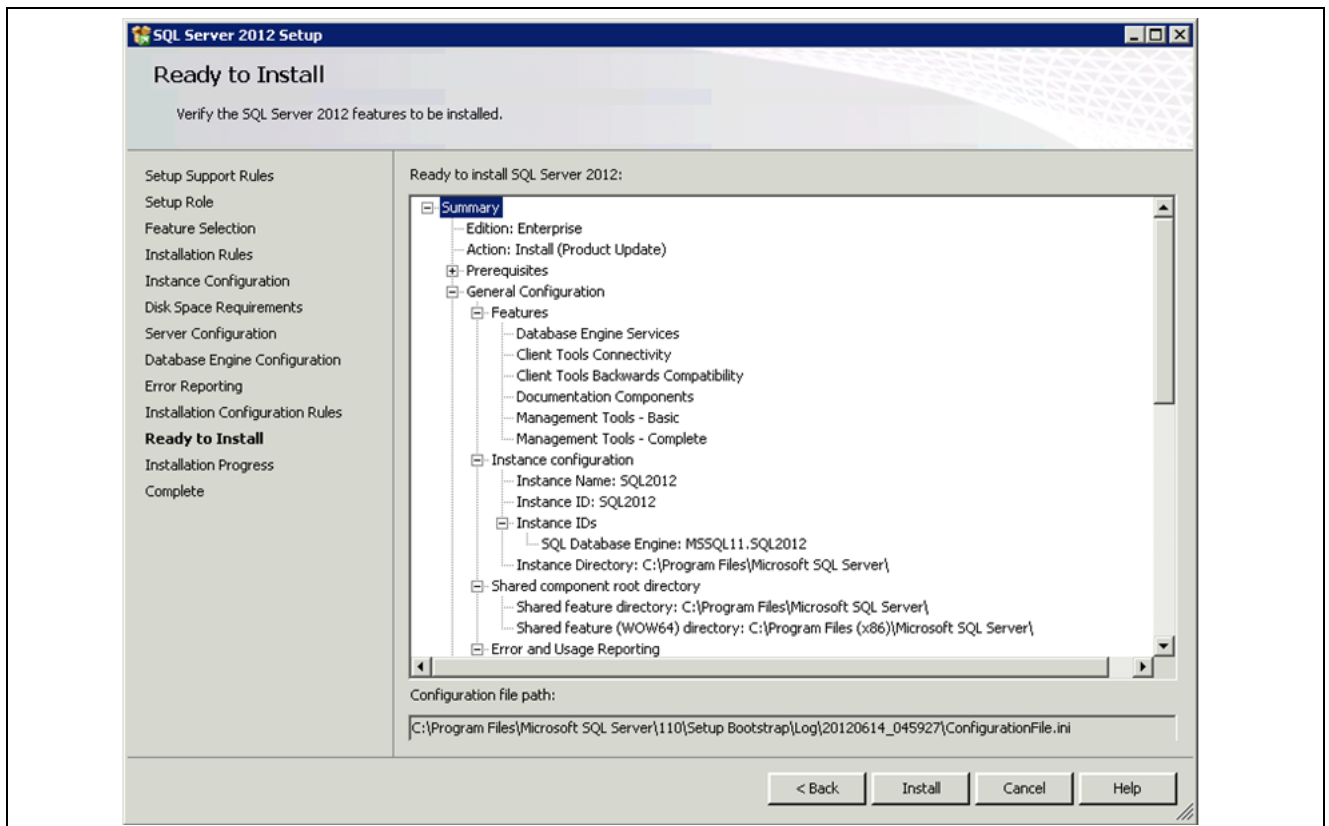 SQL Server 2012 Setup
Ready to Install
Verify the SQL Server 2012 features to be installed.
Setup Support Rules
Setup Role
Feature Selection
Installation Rules
Instance Configuration
Disk Space Requirements
Server Configuration
Database Engine Configuration
Error Reporting
Installation Configuration Rules
Ready to Install
Installation Progress
Complete
Ready to install SQL Server 2012:
Summary
Edition: Enterprise
Action: Install (Product Update)
Prerequisites
General Configuration
Features
Database Engine Services
Client Tools Connectivity
Client Tools Backwards Compatibility
Documentation Components
Management Tools - Basic
Management Tools - Complete
Instance configuration
Instance Name: SQL2012
Instance ID: SQL2012
Instance IDs
SQL Database Engine: MSSQL11.SQL2012
Instance Directory: C:\Program Files\Microsoft SQL Server\
Shared component root directory
Shared feature directory: C:\Program Files\Microsoft SQL Server\
Shared feature (WOW64) directory: C:\Program Files (x86)\Microsoft SQL Server\
Error and Usage Reporting
Configuration file path:
C:\Program Files\Microsoft SQL Server\110\Setup Bootstrap\Log\20120614_045927\ConfigurationFile.ini
< Back
Install
Cancel
Help